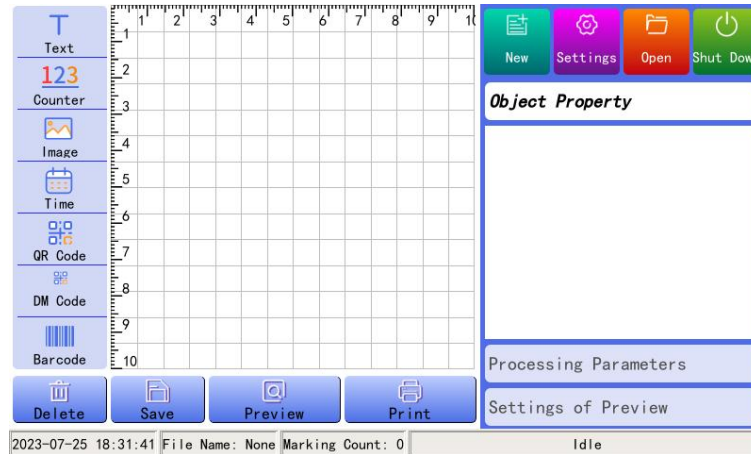 Text
Counter
Image
Time
QR Code
DM Code
Barcode
1 2 3 4 5 6 7 8 9 10
1
2
3
4
5
6
7
8
9
10
New Settings Open Shut Dow
Object Property
Processing Parameters
Settings of Preview
Delete Save Preview Print
2023-07-25 18:31:41 File Name: None Marking Count: 0 Idle